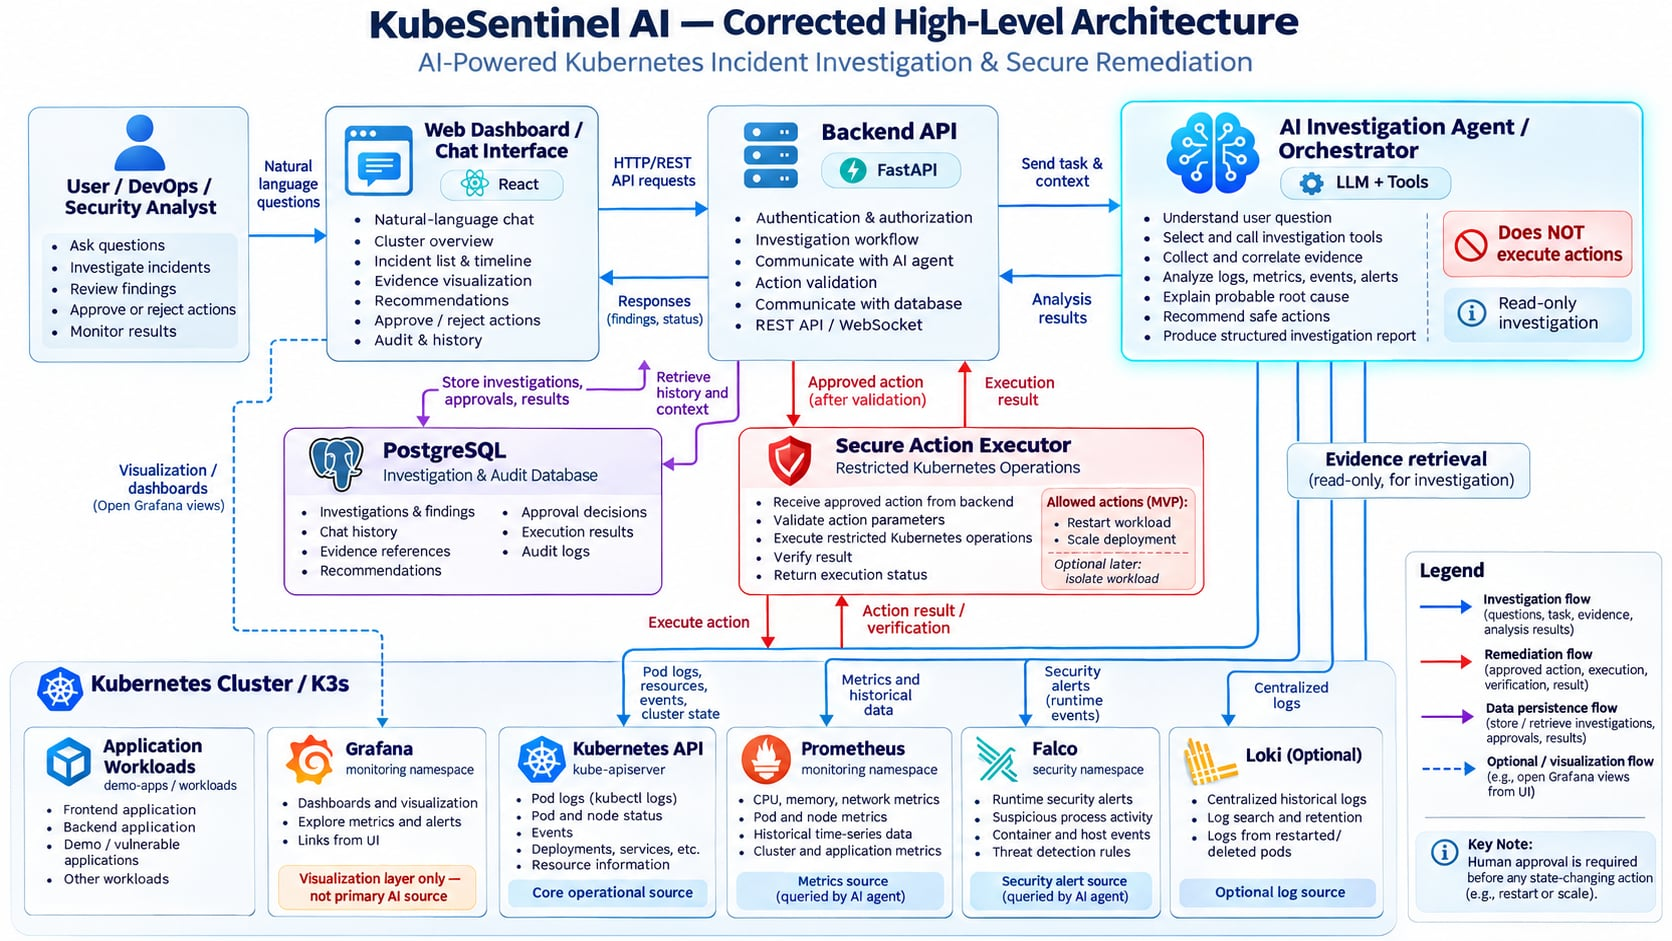 KubeSentinel AI — Corrected High-Level Architecture
AI-Powered Kubernetes Incident Investigation & Secure Remediation
User / DevOps /
Security Analyst
• Ask questions
• Investigate incidents
• Review findings
• Approve or reject actions
• Monitor results
Natural
language
questions
Web Dashboard /
Chat Interface
React
• Natural-language chat
• Cluster overview
• Incident list & timeline
• Evidence visualization
• Recommendations
• Approve / reject actions
• Audit & history
HTTP/REST
API requests
Responses
(findings, status)
Backend API
FastAPI
• Authentication & authorization
• Investigation workflow
• Communicate with AI agent
• Action validation
• Communicate with database
• REST API / WebSocket
Send task &
context
Analysis
results
AI Investigation Agent /
Orchestrator
LLM + Tools
• Understand user question
• Select and call investigation tools
• Collect and correlate evidence
• Analyze logs, metrics, events, alerts
• Explain probable root cause
• Recommend safe actions
• Produce structured investigation report
Does NOT
execute actions
Read-only
investigation
Store investigations,
approvals, results
Retrieve
history and
context
Approved action
(after validation)
Execution
result
Visualization /
dashboards
(Open Grafana views)
PostgreSQL
Investigation & Audit Database
• Investigations & findings
• Chat history
• Evidence references
• Recommendations
• Approval decisions
• Execution results
• Audit logs
Secure Action Executor
Restricted Kubernetes Operations
• Receive approved action from backend
• Validate action parameters
• Execute restricted Kubernetes operations
• Verify result
• Return execution status
Allowed actions (MVP):
• Restart workload
• Scale deployment
Optional later:
isolate workload
Evidence retrieval
(read-only, for investigation)
Execute action
Action result /
verification
Legend
Investigation flow
(questions, task, evidence,
analysis results)
Remediation flow
(approved action, execution,
verification, result)
Data persistence flow
(store / retrieve investigations,
approvals, results)
Optional / visualization flow
(e.g., open Grafana views
from UI)
Key Note:
Human approval is required
before any state-changing action
(e.g., restart or scale).
Kubernetes Cluster / K3s
Pod logs,
resources,
events,
cluster state
Metrics and
historical
data
Security
alerts
(runtime
events)
Centralized
logs
Application
Workloads
demo-apps / workloads
• Frontend application
• Backend application
• Demo / vulnerable
applications
• Other workloads
Grafana
monitoring namespace
• Dashboards and visualization
• Explore metrics and alerts
• Links from UI
Visualization layer only —
not primary AI source
Kubernetes API
kube-apiserver
• Pod logs (kubectl logs)
• Pod and node status
• Events
• Deployments, services, etc.
• Resource information
Core operational source
Prometheus
monitoring namespace
• CPU, memory, network metrics
• Pod and node metrics
• Historical time-series data
• Cluster and application metrics
Metrics source
(queried by AI agent)
Falco
security namespace
• Runtime security alerts
• Suspicious process activity
• Container and host events
• Threat detection rules
Security alert source
(queried by AI agent)
Loki (Optional)
• Centralized historical logs
• Log search and retention
• Logs from restarted/
deleted pods
Optional log source